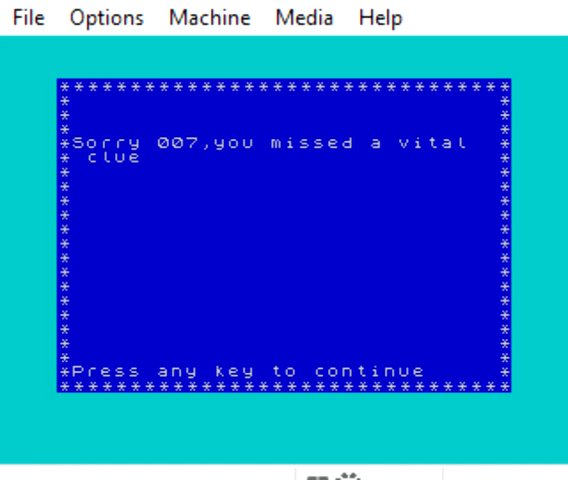 File Options Machine Media Help
********************************
*Sorry 007,you missed a vital
* clue *
*Press any key to continue *
********************************